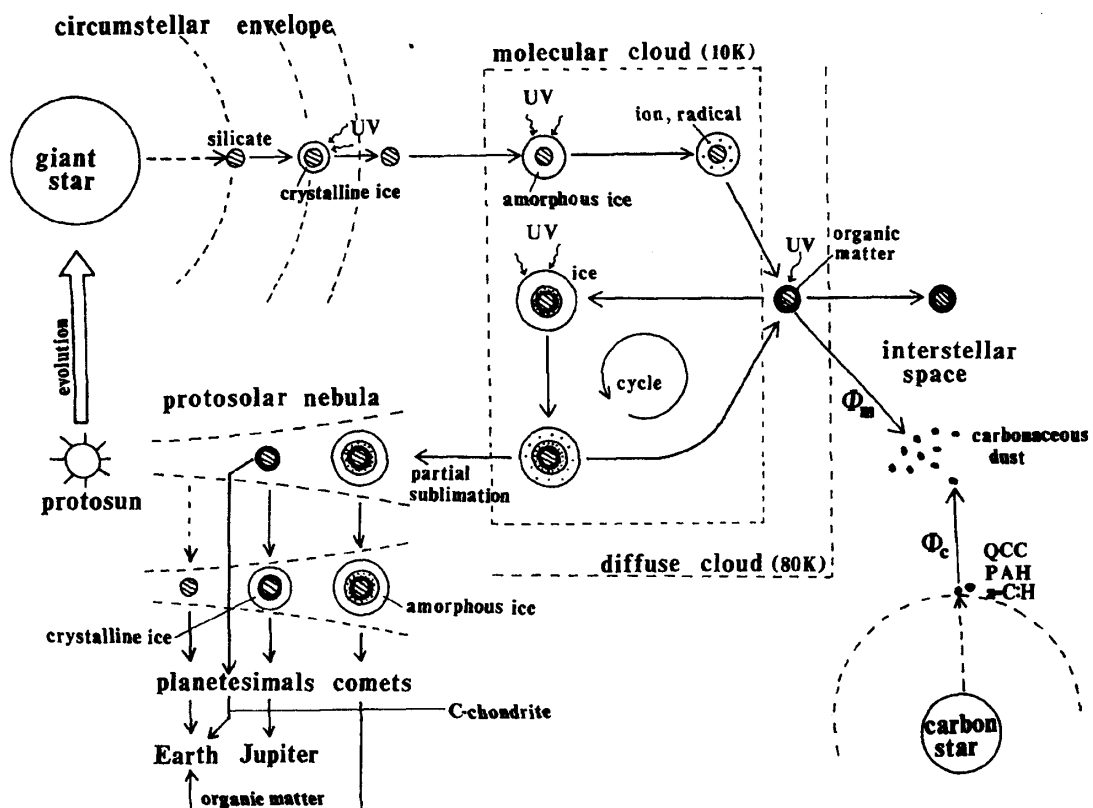 circumstellar envelope
molecular cloud (10K)
UV
ion, radical
silicate
UV
giant
star
crystalline ice
amorphous ice
UV
organic
matter
UV
ice
evolution
cycle
interstellar
space
protosolar nebula
Φm
carbonaceous
dust
partial
sublimation
protosun
Φc
QCC
PAH
a-C:H
diffuse cloud (80K)
amorphous ice
crystalline ice
planetesimals comets
C-chondrite
carbon
star
Earth Jupiter
organic matter